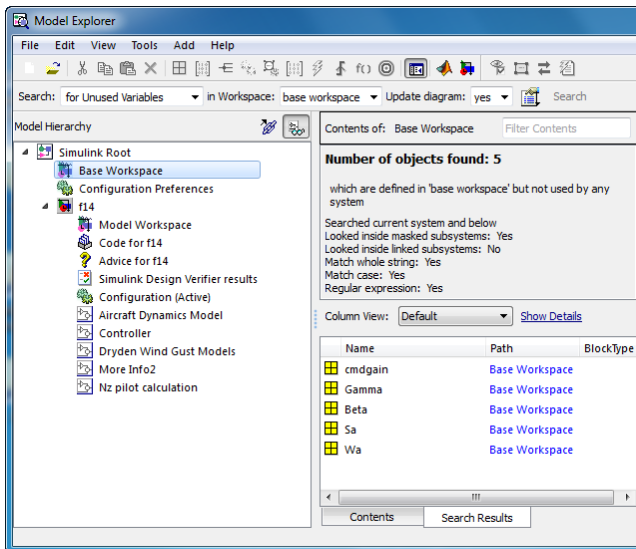 Model Explorer
File Edit View Tools Add Help
f()
Search: for Unused Variables in Workspace: base workspace Update diagram: yes Search
Model Hierarchy
Simulink Root
Base Workspace
Configuration Preferences
f14
Model Workspace
Code for f14
Advice for f14
Simulink Design Verifier results
Configuration (Active)
Aircraft Dynamics Model
Controller
Dryden Wind Gust Models
More Info2
Nz pilot calculation
Contents of: Base Workspace Filter Contents
Number of objects found: 5
which are defined in 'base workspace' but not used by any
system
Searched current system and below
Looked inside masked subsystems: Yes
Looked inside linked subsystems: No
Match whole string: Yes
Match case: Yes
Regular expression: Yes
Column View: Default Show Details
Name Path BlockType
cmdgain Base Workspace
Gamma Base Workspace
Beta Base Workspace
Sa Base Workspace
Wa Base Workspace
Contents Search Results